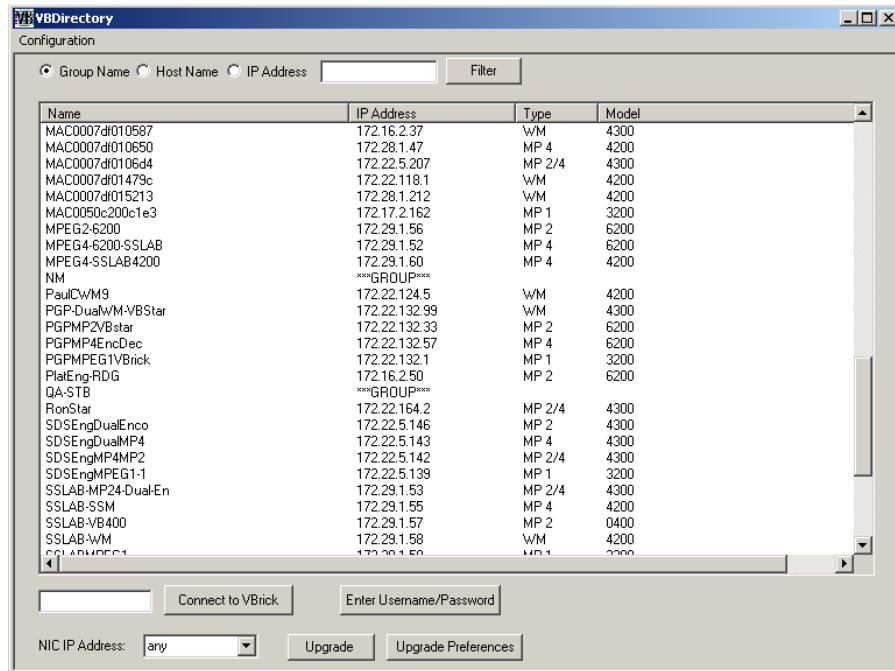 VB VBDirectory
Configuration
Group Name Host Name IP Address Filter
Name IP Address Type Model
MAC0007df010587 172.16.2.37 WM 4300
MAC0007df010650 172.28.1.47 MP 4 4200
MAC0007df0106d4 172.22.5.207 MP 2/4 4300
MAC0007df01479c 172.22.118.1 WM 4200
MAC0007df015213 172.28.1.212 WM 4200
MAC0050c200c1e3 172.17.2.162 MP 1 3200
MPEG2-6200 172.29.1.56 MP 2 6200
MPEG4-6200-SSLAB 172.29.1.52 MP 4 6200
MPEG4-SSLAB4200 172.29.1.60 MP 4 4200
NM ***GROUP***
PaulCWM9 172.22.124.5 WM 4200
PGP-DualWM-VBStar 172.22.132.99 WM 4300
PGPMP2VBstar 172.22.132.33 MP 2 6200
PGPMP4EncDec 172.22.132.57 MP 4 6200
PGPMPEG1VBrick 172.22.132.1 MP 1 3200
PlatEng-RDG 172.16.2.50 MP 2 6200
QA-STB ***GROUP***
RonStar 172.22.164.2 MP 2/4 4300
SDSEngDualEnco 172.22.5.146 MP 2 4300
SDSEngDualMP4 172.22.5.143 MP 4 4300
SDSEngMP4MP2 172.22.5.142 MP 2/4 4300
SDSEngMPEG1-1 172.22.5.139 MP 1 3200
SSLAB-MP24-Dual-En 172.29.1.53 MP 2/4 4300
SSLAB-SSM 172.29.1.55 MP 4 4200
SSLAB-VB400 172.29.1.57 MP 2 0400
SSLAB-WM 172.29.1.58 WM 4200
Connect to VBrick Enter Username/Password
NIC IP Address: any Upgrade Upgrade Preferences